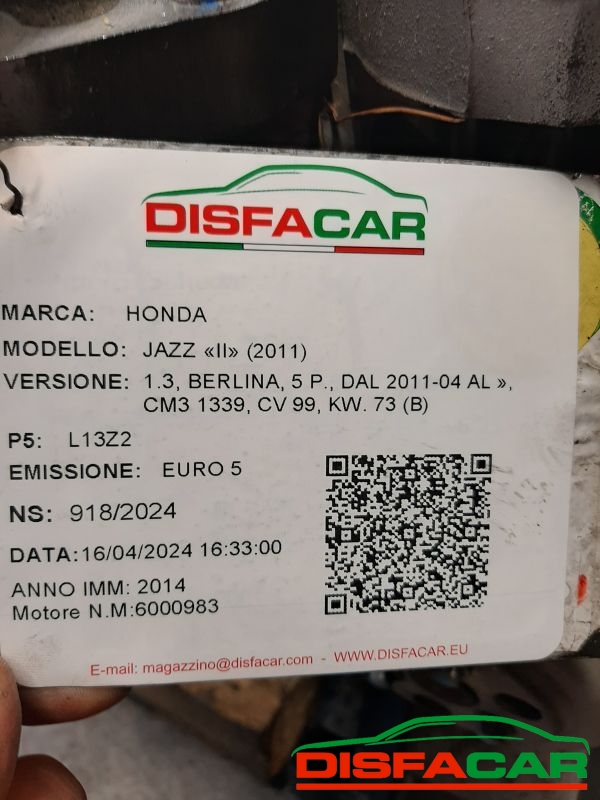 DISFACAR
MARCA: HONDA
MODELLO: JAZZ «II» (2011)
VERSIONE: 1.3, BERLINA, 5 P., DAL 2011-04 AL »,
CM3 1339, CV 99, KW. 73 (B)
P5: L13Z2
EMISSIONE: EURO 5
NS: 918/2024
DATA:16/04/2024 16:33:00
ANNO IMM: 2014
Motore N.M:6000983
E-mail: magazzino@disfacar.com - WWW.DISFACAR.EU
DISFACAR